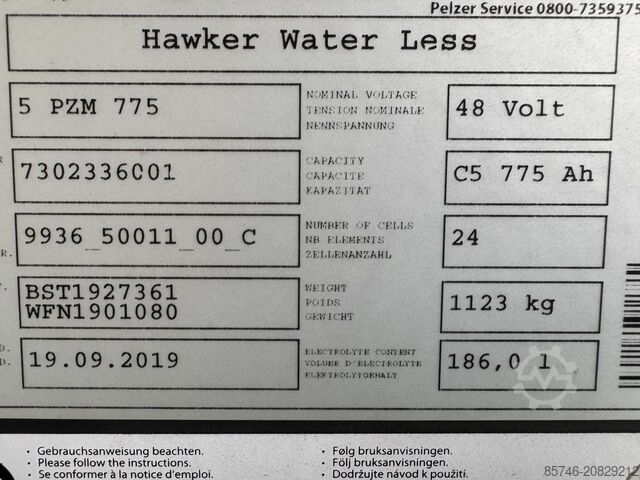 Pelzer Service 0800-7359375
Hawker Water Less
5 PZM 775
NOMINAL VOLTAGE
TENSION NOMINALE
NENNSPANNUNG
48 Volt
R
7302336001
CAPACITY
CAPACITE
KAPAZITAT
C5 775 Ah
R.
9936_50011_00_C
NUMBER OF CELLS
NB ELEMENTS
ZELLENANZAHL
24
BST1927361
WFN1901080
WEIGHT
POIDS
GEWICHT
1123 kg
D.
D.
19.09.2019
ELECTROLYTE CONTENT
VOLUME D'ELECTROLYTE
ELEKTROLYTGEHALT
186,0 l
• Gebrauchsanweisung beachten.
• Please follow the instructions.
• Se conformer à la notice d'emploi.
• Følg bruksanvisningen.
• Följ bruksanvisningen.
• Dodržujte návod k použití.
85746-20829212